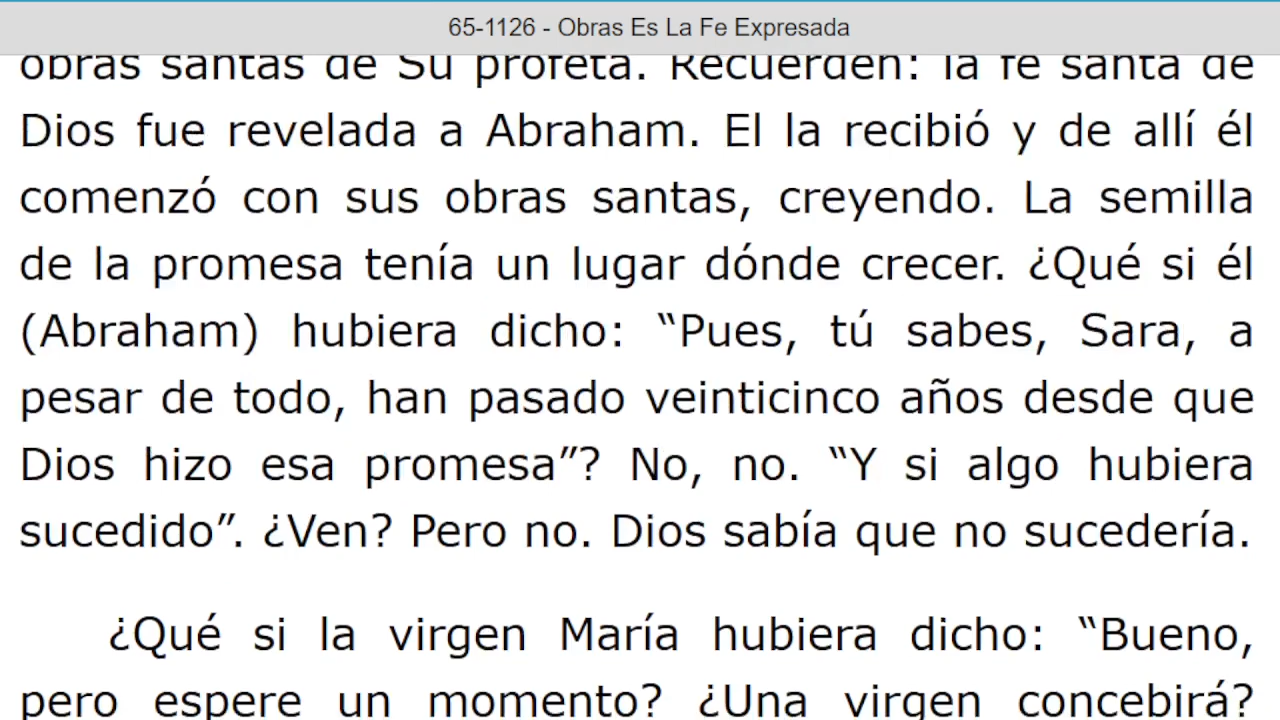 65-1126 - Obras Es La Fe Expresada
obras santas de Su profeta. Recuerden: la fe santa de
Dios fue revelada a Abraham. El la recibió y de allí él
comenzó con sus obras santas, creyendo. La semilla
de la promesa tenía un lugar dónde crecer. ¿Qué si él
(Abraham) hubiera dicho: “Pues, tú sabes, Sara, a
pesar de todo, han pasado veinticinco años desde que
Dios hizo esa promesa”? No, no. “Y si algo hubiera
sucedido”. ¿Ven? Pero no. Dios sabía que no sucedería.
¿Qué si la virgen María hubiera dicho: “Bueno,
pero espere un momento? ¿Una virgen concebirá?